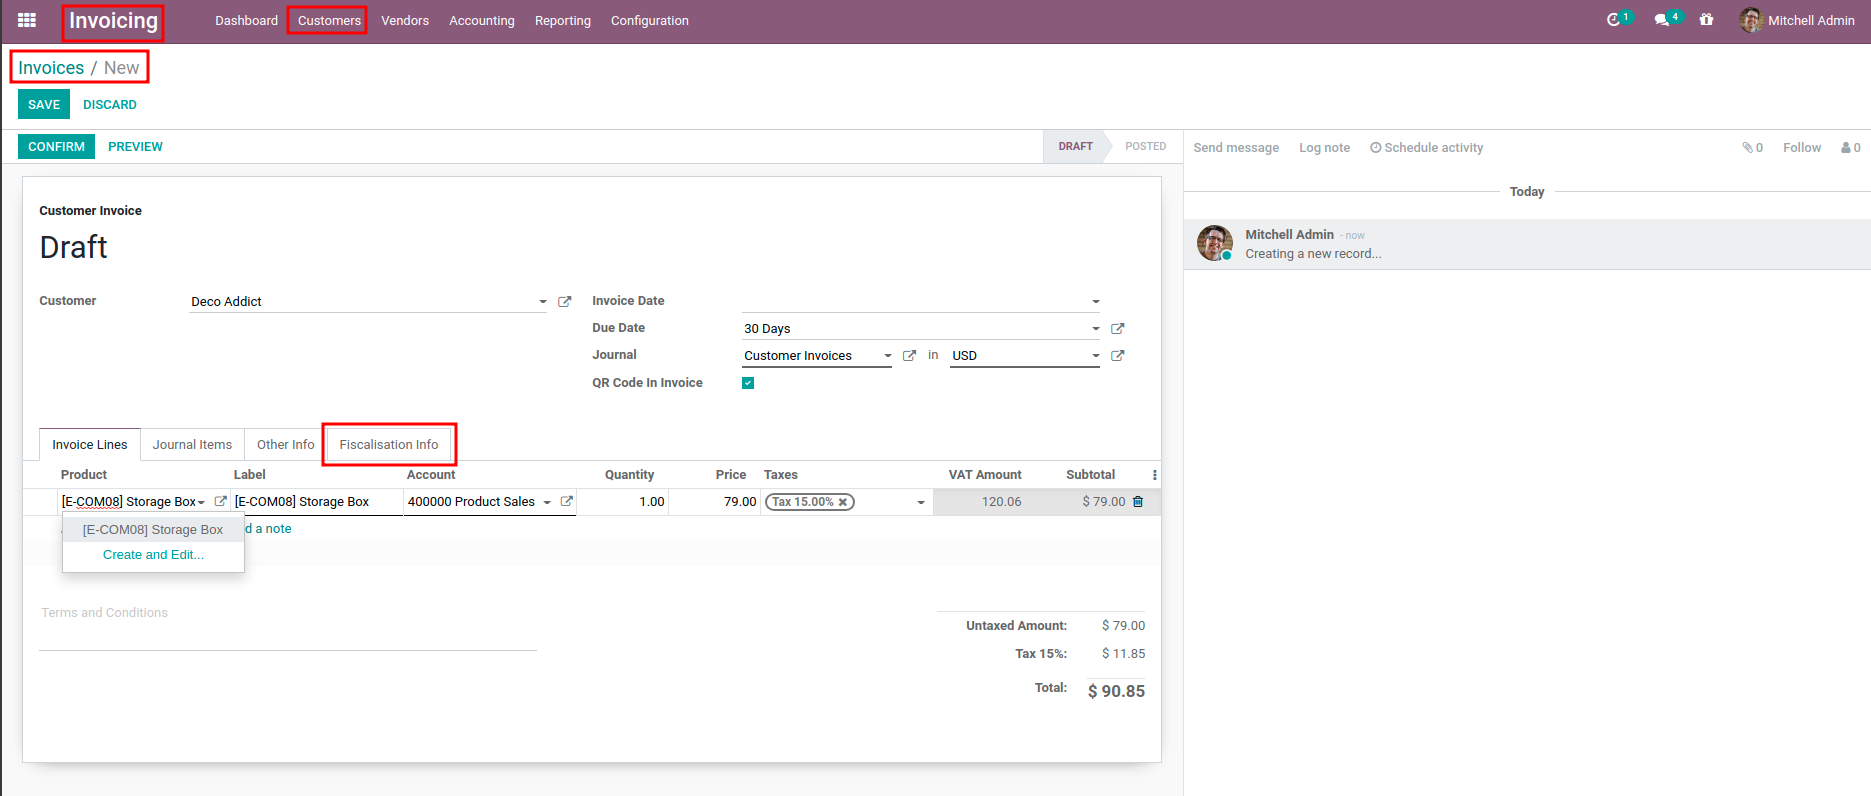 Invoicing Dashboard Customers Vendors Accounting Reporting Configuration 1 4 Mitchell Admin
Invoices / New
SAVE DISCARD
CONFIRM PREVIEW DRAFT POSTED
Send message Log note Schedule activity 0 Follow 0
Today
Mitchell Admin - now
Creating a new record...
Customer Invoice
Draft
Customer Deco Addict
Invoice Date
Due Date 30 Days
Journal Customer Invoices in USD
QR Code In Invoice
Invoice Lines Journal Items Other Info Fiscalisation Info
Product Label Account Quantity Price Taxes VAT Amount Subtotal
[E-COM08] Storage Box [E-COM08] Storage Box 400000 Product Sales 1.00 79.00 Tax 15.00% 120.06 $ 79.00
d a note
[E-COM08] Storage Box
Create and Edit...
Terms and Conditions
Untaxed Amount: $ 79.00
Tax 15%: $ 11.85
Total: $ 90.85